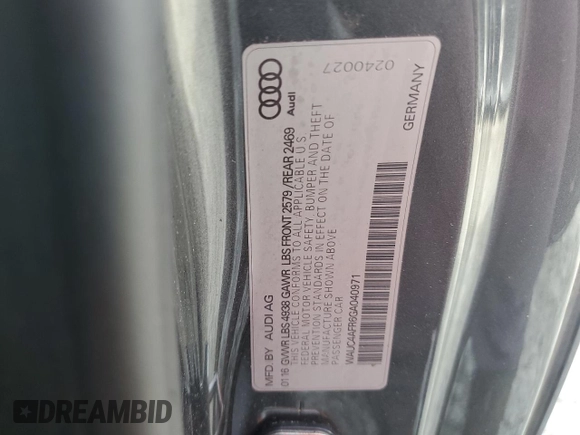 Audi
0240027
MFD. BY AUDI AG
01.16 GVWR LBS 4938 GAWR LBS FRONT 2579 /REAR 2469
THIS VEHICLE CONFORMS TO ALL APPLICABLE U S
FEDERAL MOTOR VEHICLE SAFETY, BUMPER AND THEFT
PREVENTION STANDARDS IN EFFECT ON THE DATE OF
MANUFACTURE SHOWN ABOVE
PASSENGER CAR
WAUC4AFR6GA040971
GERMANY
DREAMBID